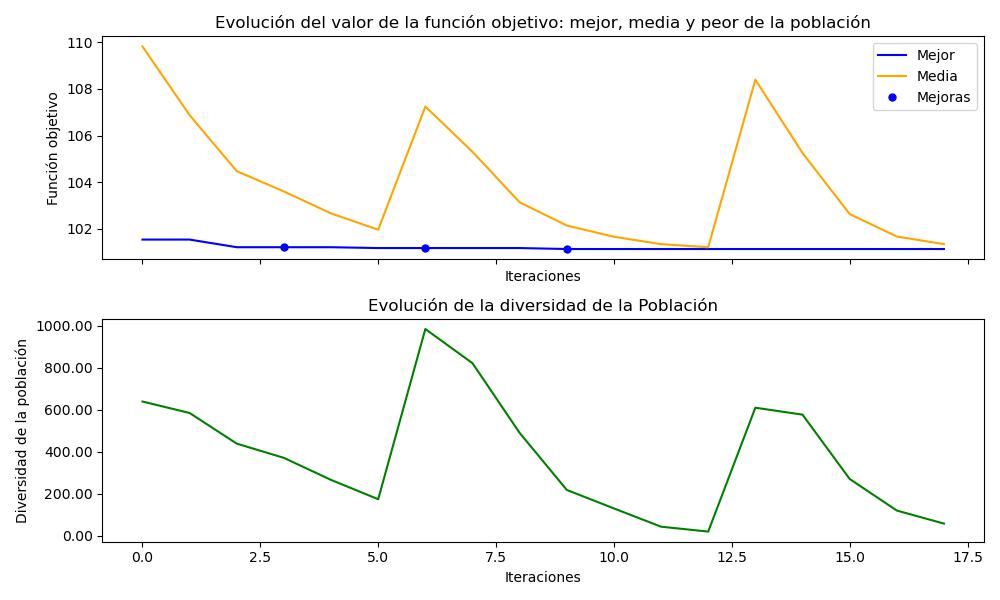 Evolución del valor de la función objetivo: mejor, media y peor de la población
110
108
106
104
102
Función objetivo
Mejor
Media
Mejoras
Iteraciones
Evolución de la diversidad de la Población
1000.00
800.00
600.00
400.00
200.00
0.00
Diversidad de la población
0.0 2.5 5.0 7.5 10.0 12.5 15.0 17.5
Iteraciones